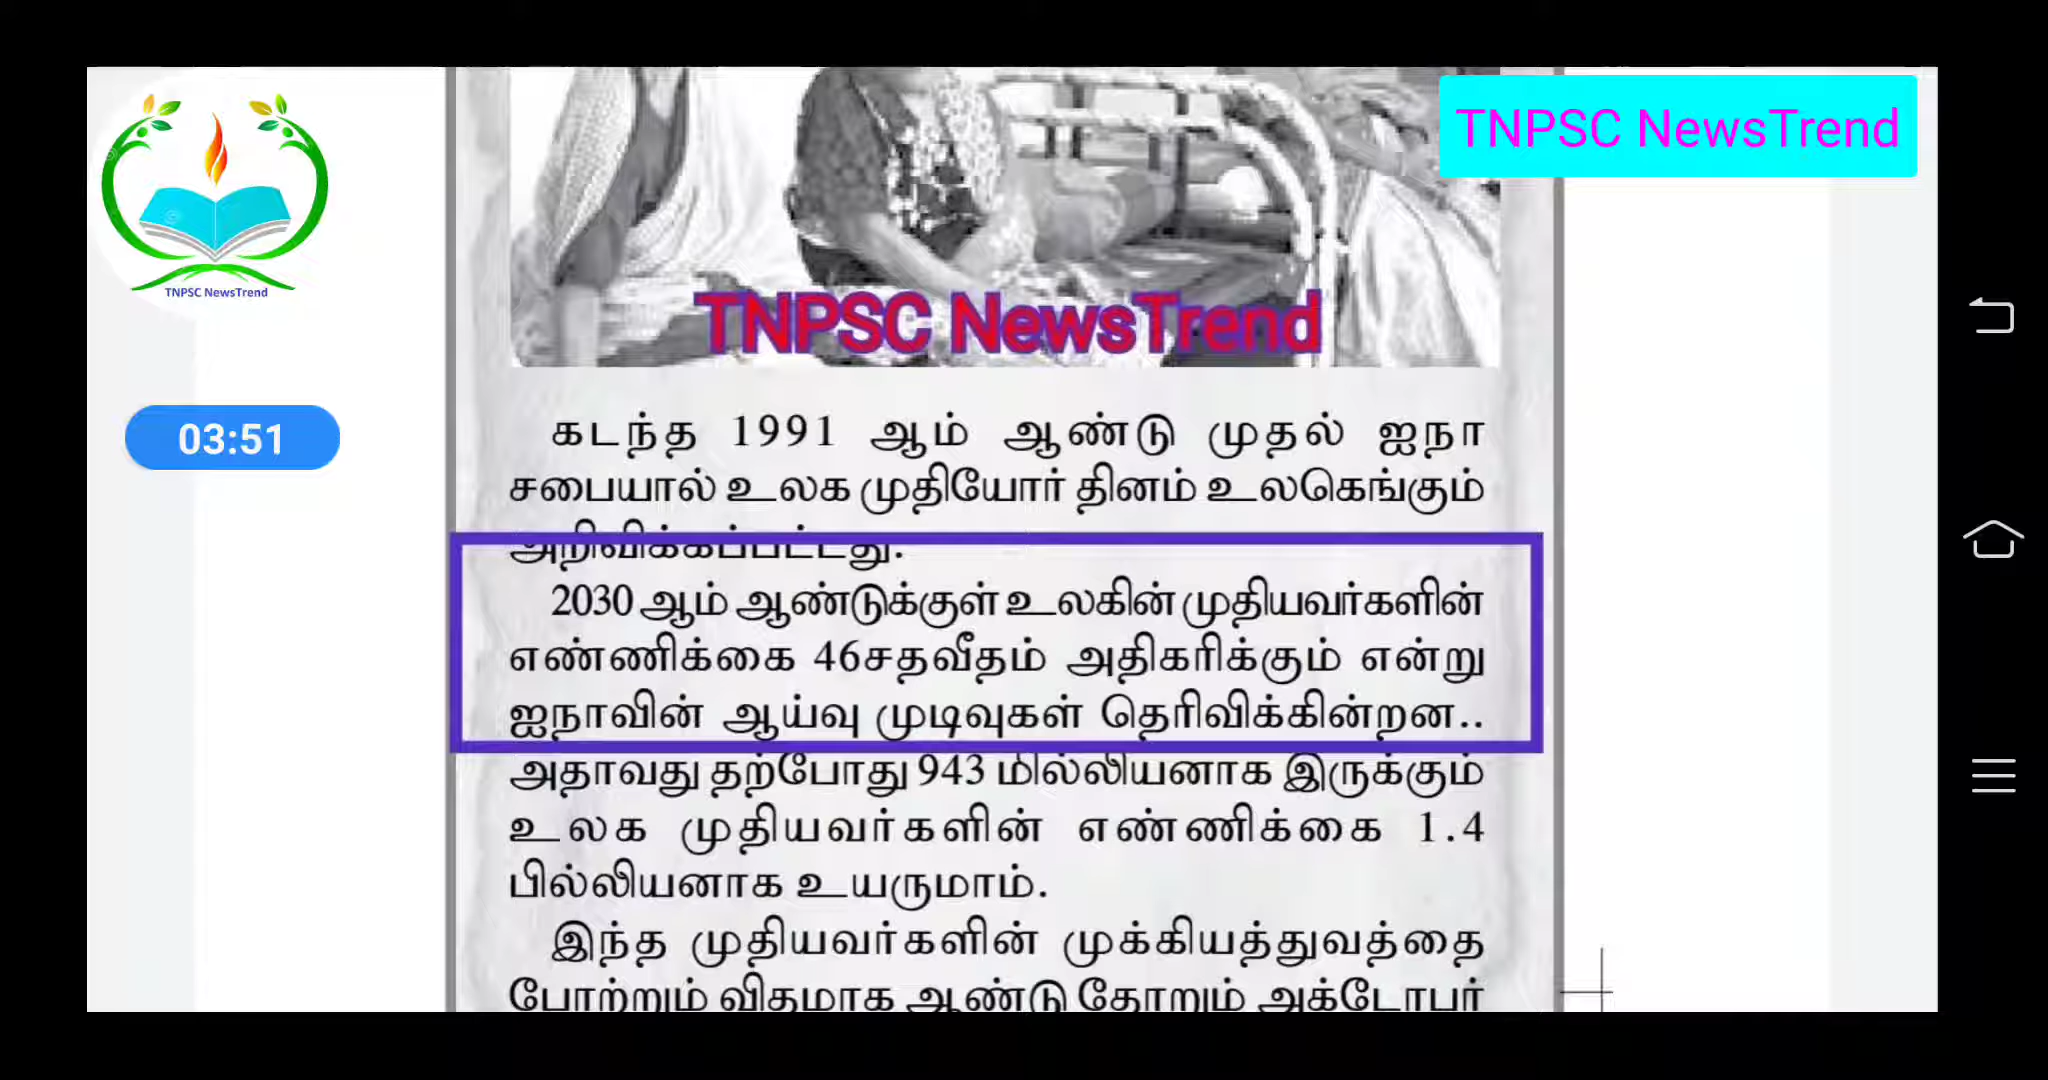 TNPSC NewsTrend
TNPSC NewsTrend
TNPSC NewsTrend
03:51
கடந்த 1991 ஆம் ஆண்டு முதல் ஐநா
சபையால் உலக முதியோர் தினம் உலகெங்கும்
அறிவிக்கப்பட்டது.
2030 ஆம் ஆண்டுக்குள் உலகின் முதியவர்களின்
எண்ணிக்கை 46சதவீதம் அதிகரிக்கும் என்று
ஐநாவின் ஆய்வு முடிவுகள் தெரிவிக்கின்றன..
அதாவது தற்போது 943 மில்லியனாக இருக்கும்
உலக முதியவர்களின் எண்ணிக்கை 1.4
பில்லியனாக உயருமாம்.
இந்த முதியவர்களின் முக்கியத்துவத்தை
போற்றும் விதமாக ஆண்டு தோறும் அக்டோபர்